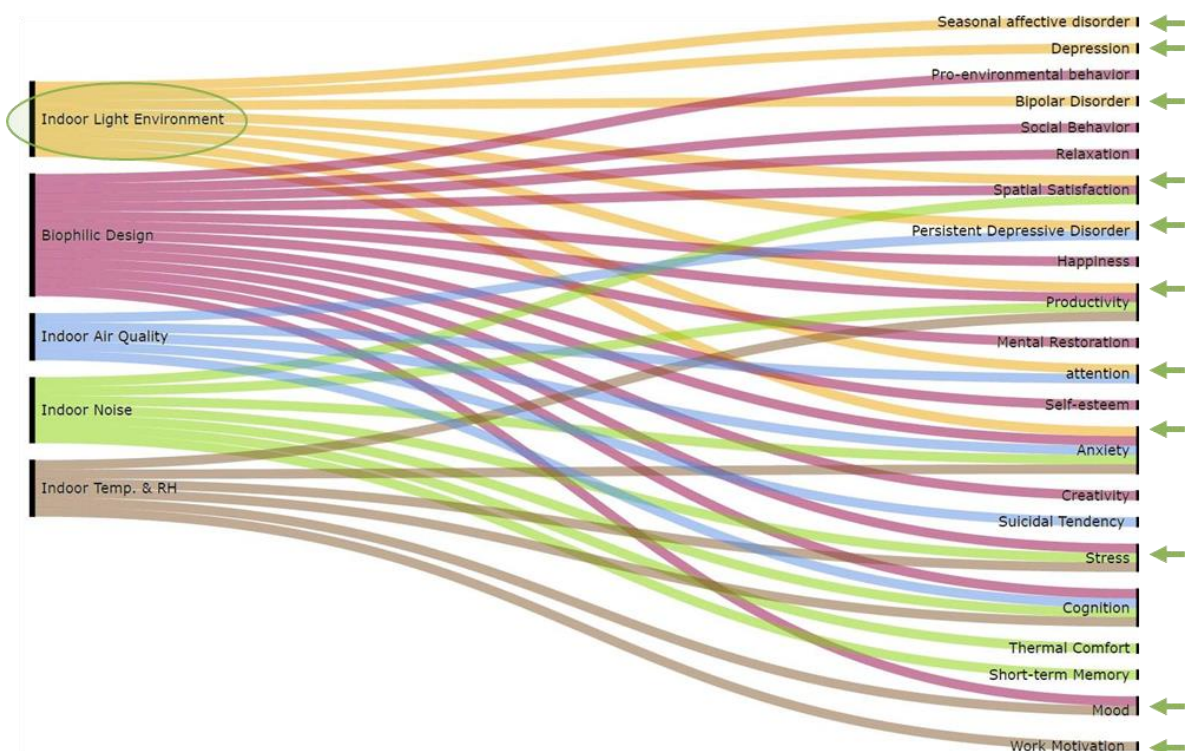 Indoor Light Environment
Biophilic Design
Indoor Air Quality
Indoor Noise
Indoor Temp. & RH
Seasonal affective disorder
Depression
Pro-environmental behavior
Bipolar Disorder
Social Behavior
Relaxation
Spatial Satisfaction
Persistent Depressive Disorder
Happiness
Productivity
Mental Restoration
attention
Self-esteem
Anxiety
Creativity
Suicidal Tendency
Stress
Cognition
Thermal Comfort
Short-term Memory
Mood
Work Motivation